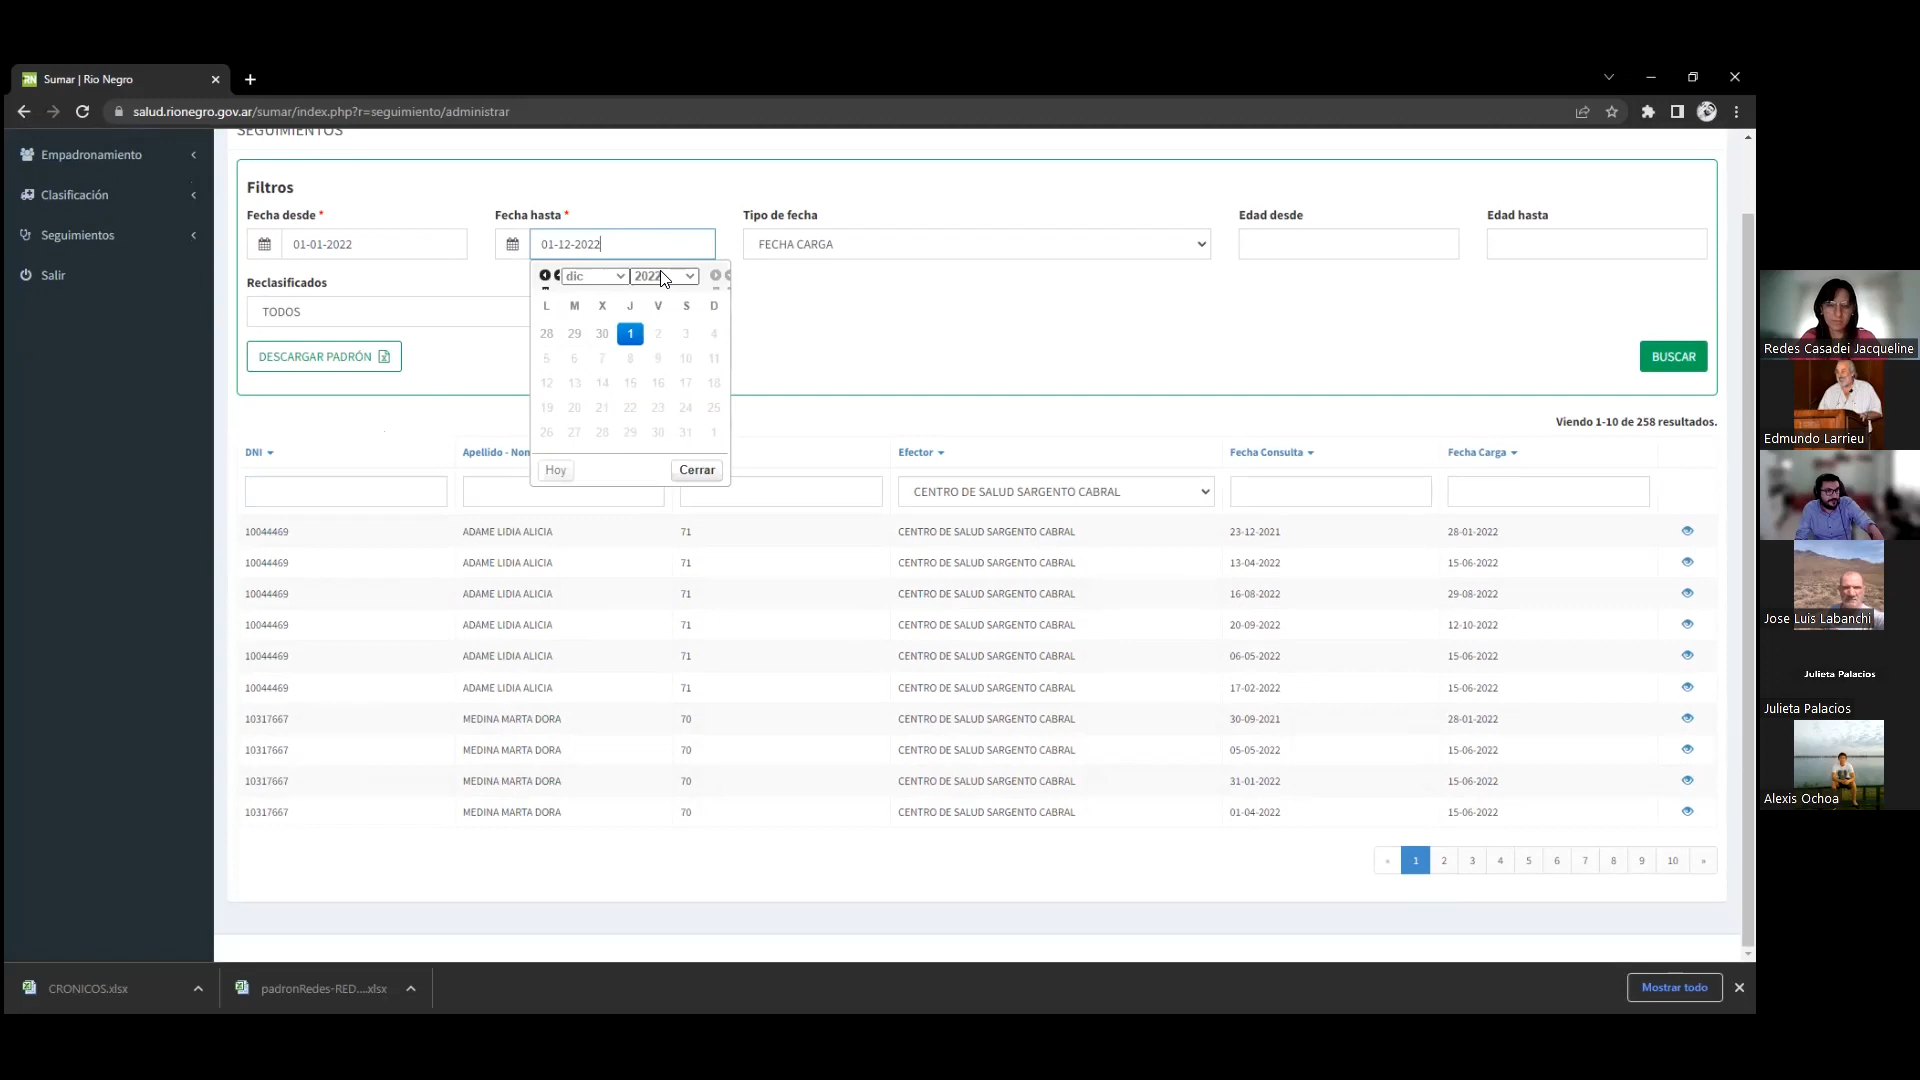 Sumar | Rio Negro
salud.rionegro.gov.ar/sumar/index.php?r=seguimiento/administrar
SEGUIMIENTOS
Empadronamiento
Clasificación
Seguimientos
Salir
Filtros
Fecha desde *
Fecha hasta *
Tipo de fecha
Edad desde
Edad hasta
01-01-2022
01-12-2022
FECHA CARGA
Reclasificados
TODOS
dic
2022
L M X J V S D
28 29 30 1 2 3 4
5 6 7 8 9 10 11
12 13 14 15 16 17 18
19 20 21 22 23 24 25
26 27 28 29 30 31 1
Hoy
Cerrar
DESCARGAR PADRÓN
BUSCAR
Viendo 1-10 de 258 resultados.
DNI
Apellido - Non
Efector
Fecha Consulta
Fecha Carga
CENTRO DE SALUD SARGENTO CABRAL
10044469 ADAME LIDIA ALICIA 71 CENTRO DE SALUD SARGENTO CABRAL 23-12-2021 28-01-2022
10044469 ADAME LIDIA ALICIA 71 CENTRO DE SALUD SARGENTO CABRAL 13-04-2022 15-06-2022
10044469 ADAME LIDIA ALICIA 71 CENTRO DE SALUD SARGENTO CABRAL 16-08-2022 29-08-2022
10044469 ADAME LIDIA ALICIA 71 CENTRO DE SALUD SARGENTO CABRAL 20-09-2022 12-10-2022
10044469 ADAME LIDIA ALICIA 71 CENTRO DE SALUD SARGENTO CABRAL 06-05-2022 15-06-2022
10044469 ADAME LIDIA ALICIA 71 CENTRO DE SALUD SARGENTO CABRAL 17-02-2022 15-06-2022
10317667 MEDINA MARTA DORA 70 CENTRO DE SALUD SARGENTO CABRAL 30-09-2021 28-01-2022
10317667 MEDINA MARTA DORA 70 CENTRO DE SALUD SARGENTO CABRAL 05-05-2022 15-06-2022
10317667 MEDINA MARTA DORA 70 CENTRO DE SALUD SARGENTO CABRAL 31-01-2022 15-06-2022
10317667 MEDINA MARTA DORA 70 CENTRO DE SALUD SARGENTO CABRAL 01-04-2022 15-06-2022
« 1 2 3 4 5 6 7 8 9 10 »
CRONICOS.xlsx
padronRedes-RED....xlsx
Mostrar todo
Redes Casadei Jacqueline
Edmundo Larrieu
Jose Luis Labanchi
Julieta Palacios
Julieta Palacios
Alexis Ochoa